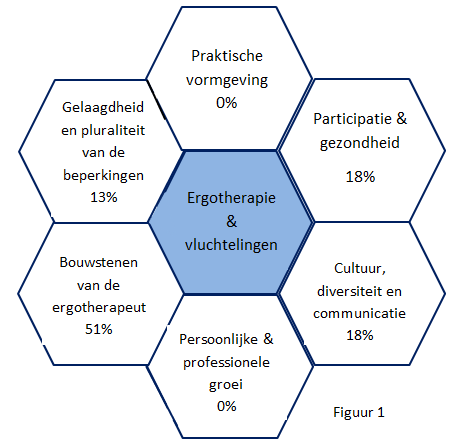 Praktische
vormgeving
0%
Gelaagdheid
en pluraliteit
van de
beperkingen
13%
Participatie &
gezondheid
18%
Ergotherapie
&
vluchtelingen
Bouwstenen
van de
ergotherapeut
51%
Cultuur,
diversiteit en
communicatie
18%
Persoonlijke &
professionele
groei
0%
Figuur 1